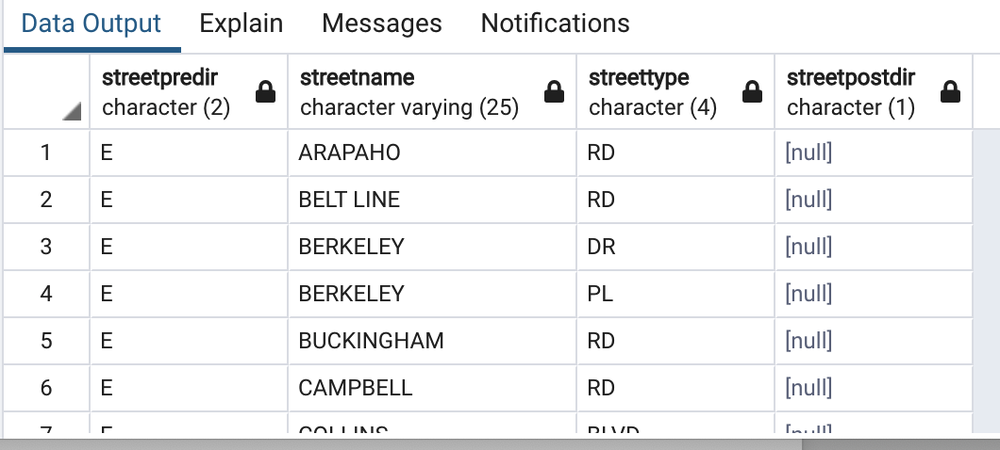 Data Output Explain Messages Notifications
streetpredir streetname streettype streetpostdir
character (2) character varying (25) character (4) character (1)
1 E ARAPAHO RD [null]
2 E BELT LINE RD [null]
3 E BERKELEY DR [null]
4 E BERKELEY PL [null]
5 E BUCKINGHAM RD [null]
6 E CAMPBELL RD [null]
7 E COLLINS BLVD [null]